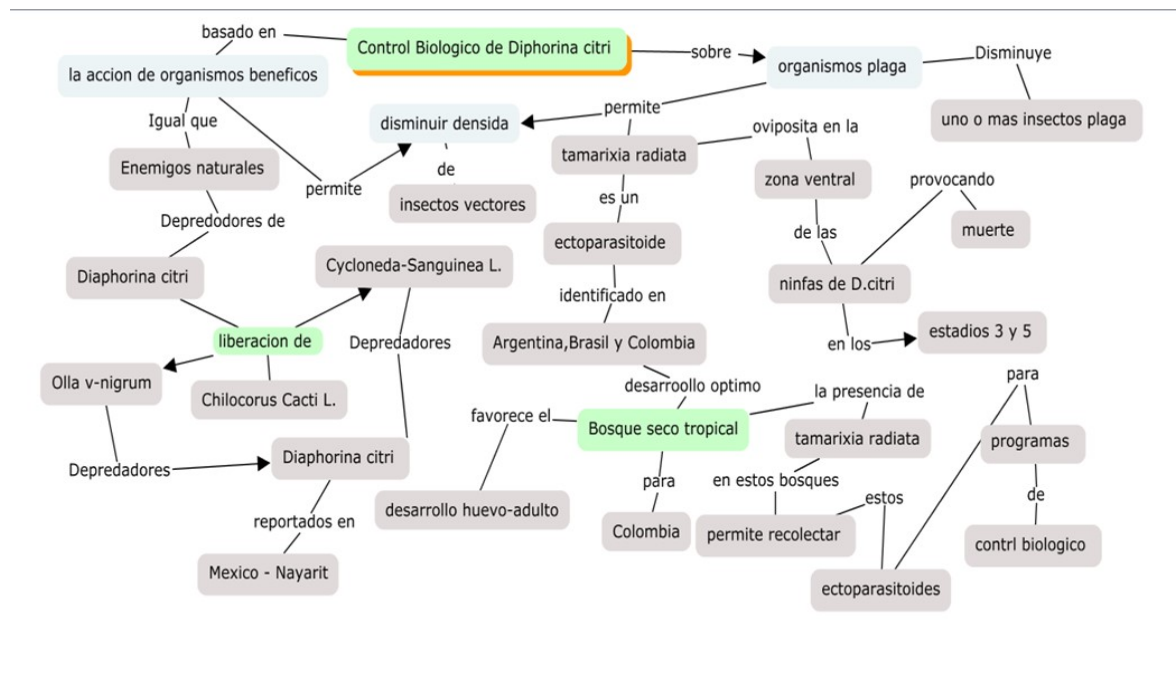 basado en
Control Biologico de Diphorina citri
sobre
organismos plaga
Disminuye
uno o mas insectos plaga
la accion de organismos beneficos
Igual que
Enemigos naturales
permite
disminuir densida
de
insectos vectores
permite
tamarixia radiata
oviposita en la
zona ventral
de las
ninfas de D.citri
provocando
muerte
en los
estadios 3 y 5
es un
ectoparasitoide
identificado en
Argentina,Brasil y Colombia
desarroollo optimo
Bosque seco tropical
Depredodores de
Diaphorina citri
liberacion de
Cycloneda-Sanguinea L.
Depredadores
Olla v-nigrum
Chilocorus Cacti L.
Depredadores
Diaphorina citri
reportados en
Mexico - Nayarit
favorece el
desarrollo huevo-adulto
para
Colombia
la presencia de
tamarixia radiata
en estos bosques
permite recolectar
estos
ectoparasitoides
para
programas
de
contrl biologico